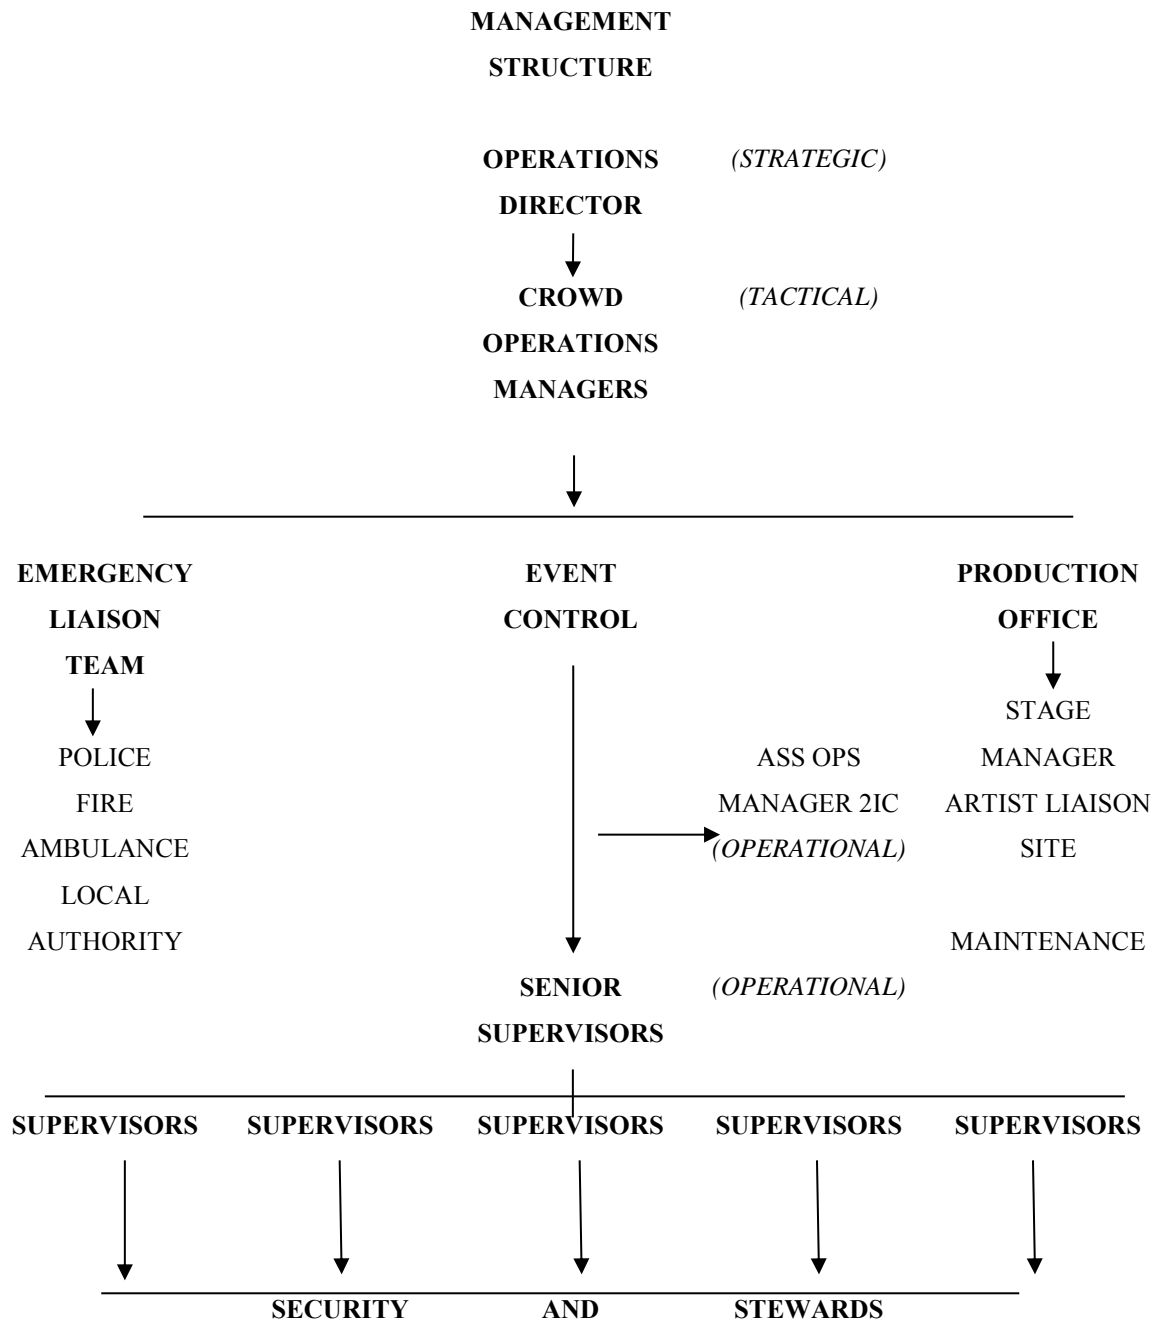 MANAGEMENT
STRUCTURE
OPERATIONS (STRATEGIC)
DIRECTOR
CROWD (TACTICAL)
OPERATIONS
MANAGERS
EMERGENCY EVENT PRODUCTION
LIAISON CONTROL OFFICE
TEAM
STAGE
POLICE ASS OPS MANAGER
FIRE MANAGER 2IC ARTIST LIAISON
AMBULANCE (OPERATIONAL) SITE
LOCAL
AUTHORITY MAINTENANCE
SENIOR (OPERATIONAL)
SUPERVISORS
SUPERVISORS SUPERVISORS SUPERVISORS SUPERVISORS SUPERVISORS
SECURITY AND STEWARDS